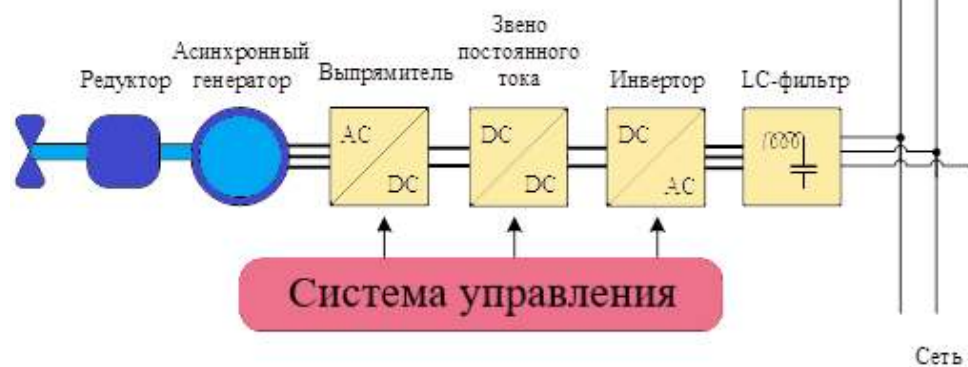 Редуктор
Асинхронный
генератор
Выпрямитель
Звено
постоянного
тока
Инвертор
LC-фильтр
AC
DC
DC
DC
DC
AC
Система управления
Сеть